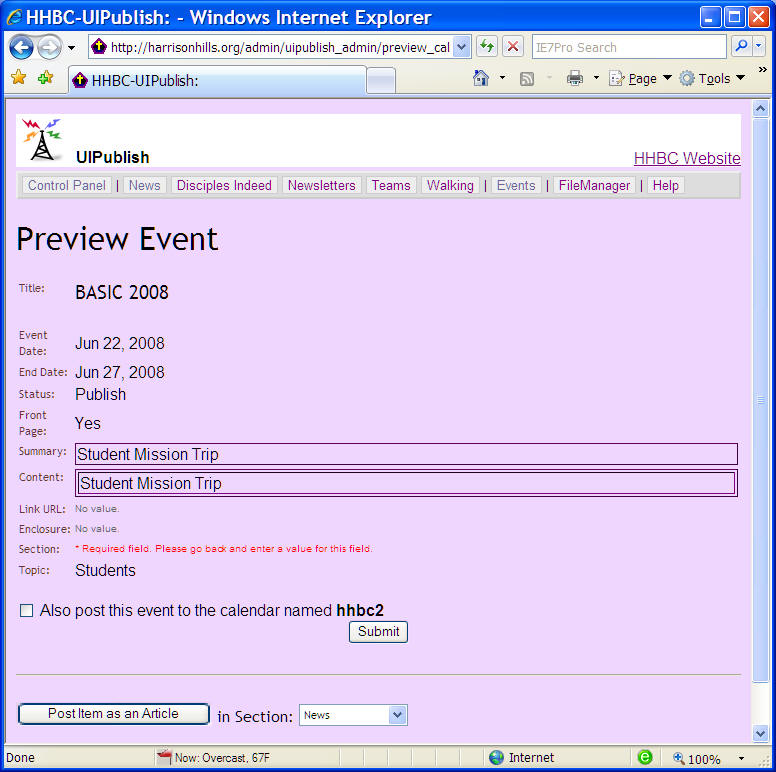 HHBC-UIPublish: - Windows Internet Explorer
http://harrisonhills.org/admin/uipublish_admin/preview_cal
IE7Pro Search
HHBC-UIPublish:
Page
Tools
»
UIPublish
HHBC Website
Control Panel | News Disciples Indeed Newsletters Teams Walking | Events | FileManager | Help
Preview Event
Title: BASIC 2008
Event
Date: Jun 22, 2008
End Date: Jun 27, 2008
Status: Publish
Front
Page: Yes
Summary: Student Mission Trip
Content: Student Mission Trip
Link URL: No value.
Enclosure: No value.
Section: * Required field. Please go back and enter a value for this field.
Topic: Students
Also post this event to the calendar named hhbc2
Submit
Post Item as an Article in Section: News
Done Now: Overcast, 67F Internet 100%